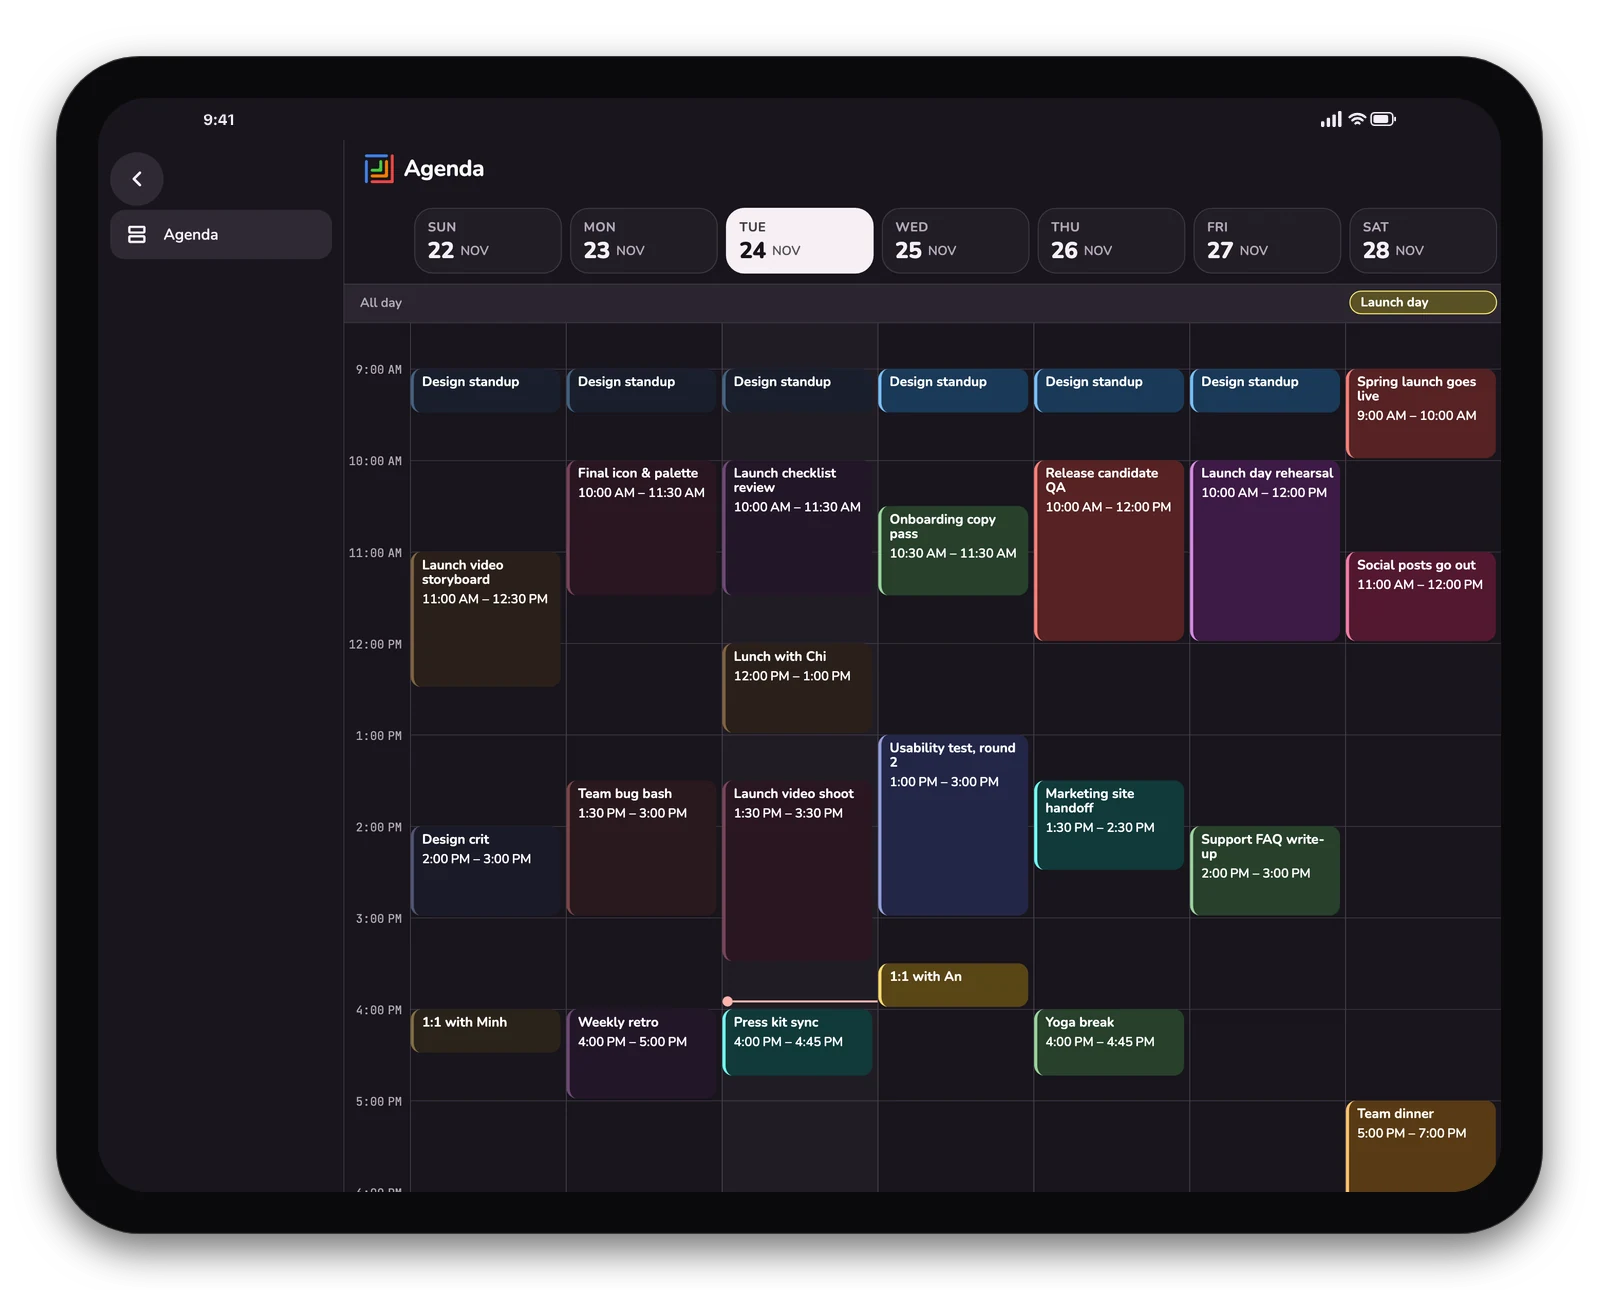 9:41
Agenda
Agenda
SUN
22 NOV
MON
23 NOV
TUE
24 NOV
WED
25 NOV
THU
26 NOV
FRI
27 NOV
SAT
28 NOV
All day
Launch day
9:00 AM
10:00 AM
11:00 AM
12:00 PM
1:00 PM
2:00 PM
3:00 PM
4:00 PM
5:00 PM
Design standup
Launch video
storyboard
11:00 AM – 12:30 PM
Design crit
2:00 PM – 3:00 PM
1:1 with Minh
Design standup
Final icon & palette
10:00 AM – 11:30 AM
Team bug bash
1:30 PM – 3:00 PM
Weekly retro
4:00 PM – 5:00 PM
Design standup
Launch checklist
review
10:00 AM – 11:30 AM
Lunch with Chi
12:00 PM – 1:00 PM
Launch video shoot
1:30 PM – 3:30 PM
Press kit sync
4:00 PM – 4:45 PM
Design standup
Onboarding copy
pass
10:30 AM – 11:30 AM
Usability test, round
2
1:00 PM – 3:00 PM
1:1 with An
Design standup
Release candidate
QA
10:00 AM – 12:00 PM
Marketing site
handoff
1:30 PM – 2:30 PM
Yoga break
4:00 PM – 4:45 PM
Design standup
Launch day rehearsal
10:00 AM – 12:00 PM
Support FAQ write-
up
2:00 PM – 3:00 PM
Spring launch goes
live
9:00 AM – 10:00 AM
Social posts go out
11:00 AM – 12:00 PM
Team dinner
5:00 PM – 7:00 PM